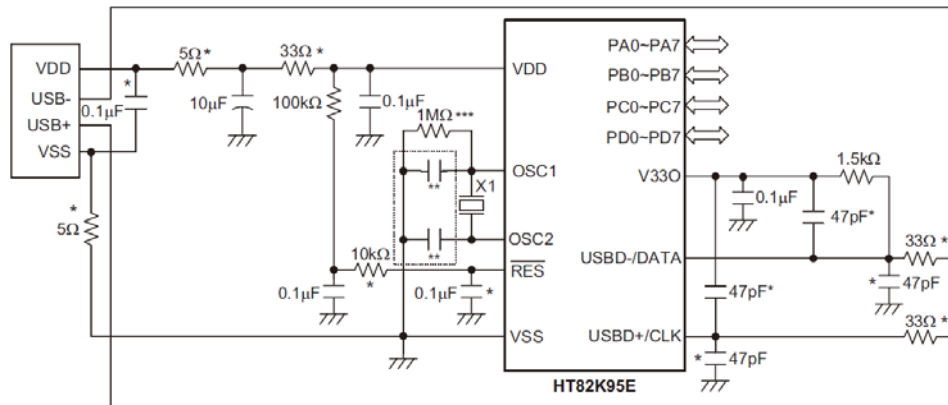 VDD
USB-
USB+
VSS
*
0.1μF
5Ω*
10μF
33Ω *
100kΩ
0.1μF
*
5Ω
1MΩ ***
**
**
X1
10kΩ
*
0.1μF
0.1μF
*
VDD
OSC1
OSC2
RES
VSS
PA0~PA7
PB0~PB7
PC0~PC7
PD0~PD7
V33O
USBD-/DATA
USBD+/CLK
HT82K95E
0.1μF
1.5kΩ
47pF*
33Ω *
*
47pF
47pF*
33Ω *
*
47pF